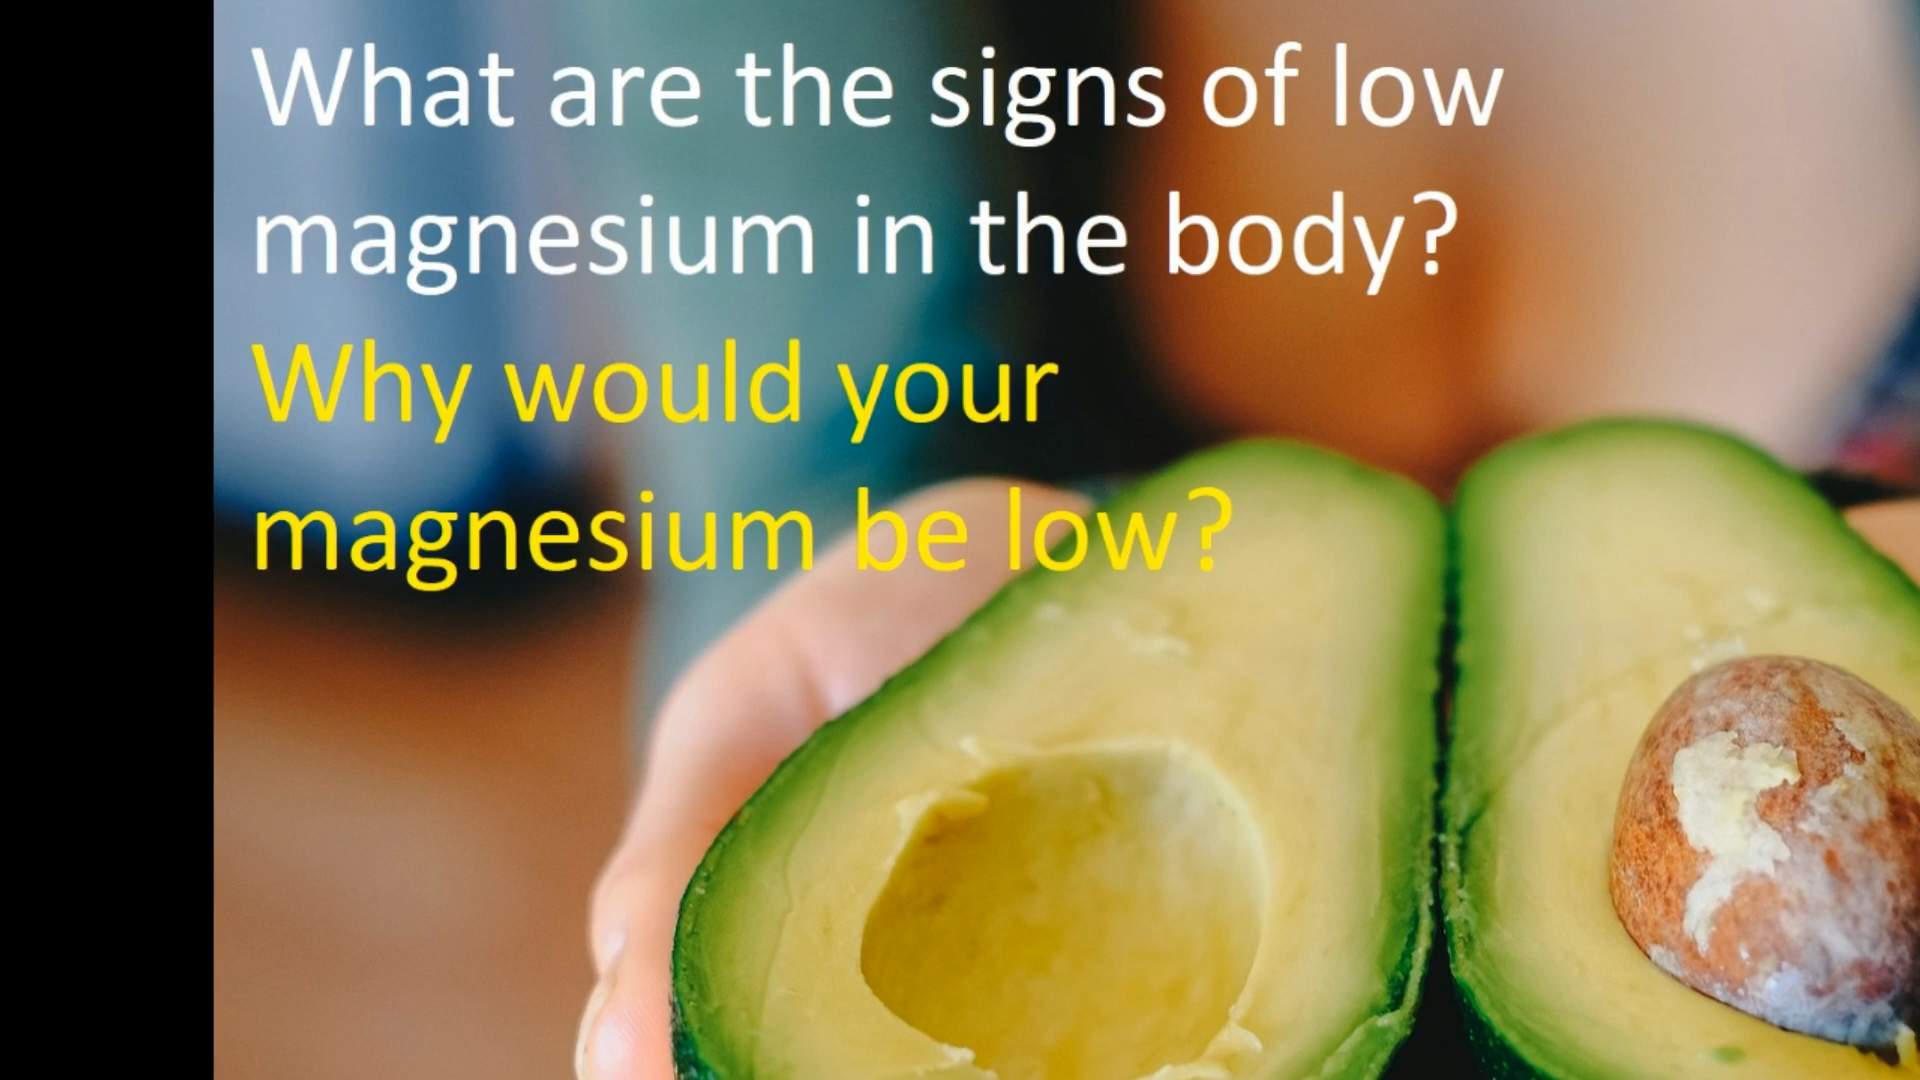 What are the signs of low
magnesium in the body?
Why would your
magnesium be low?